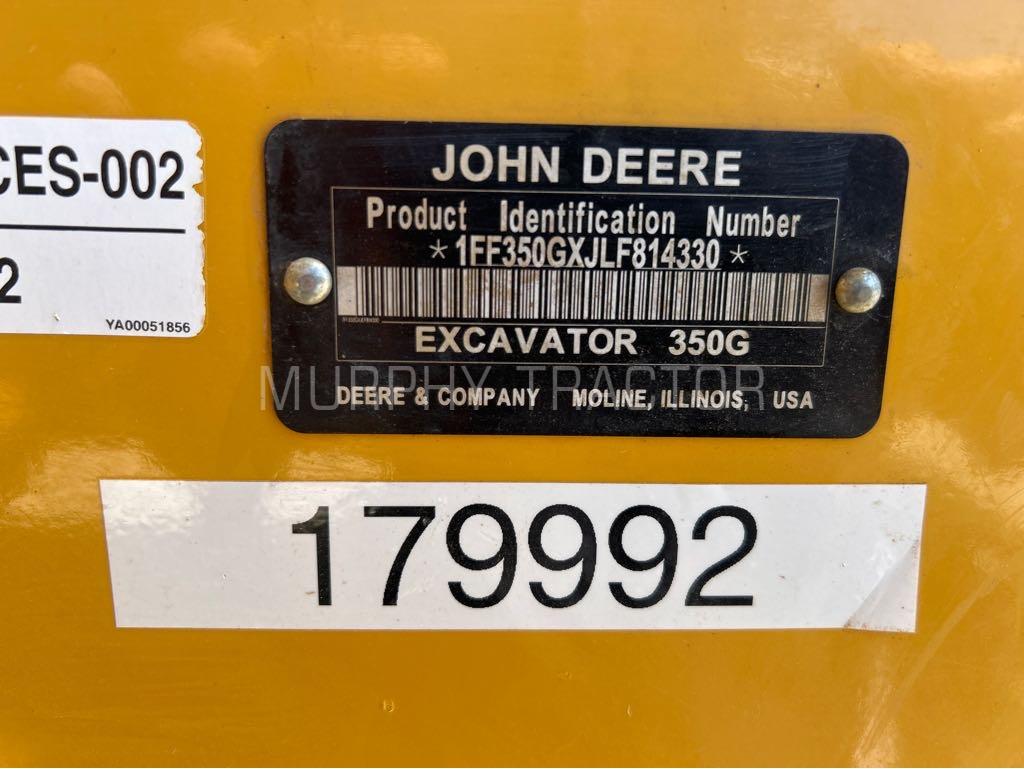 CES-002
2
YA00051856
JOHN DEERE
Product Identification Number
*1FF350GXJLF814330*
EXCAVATOR 350G
MURPHY TRACTOR
DEERE & COMPANY MOLINE, ILLINOIS, USA
179992